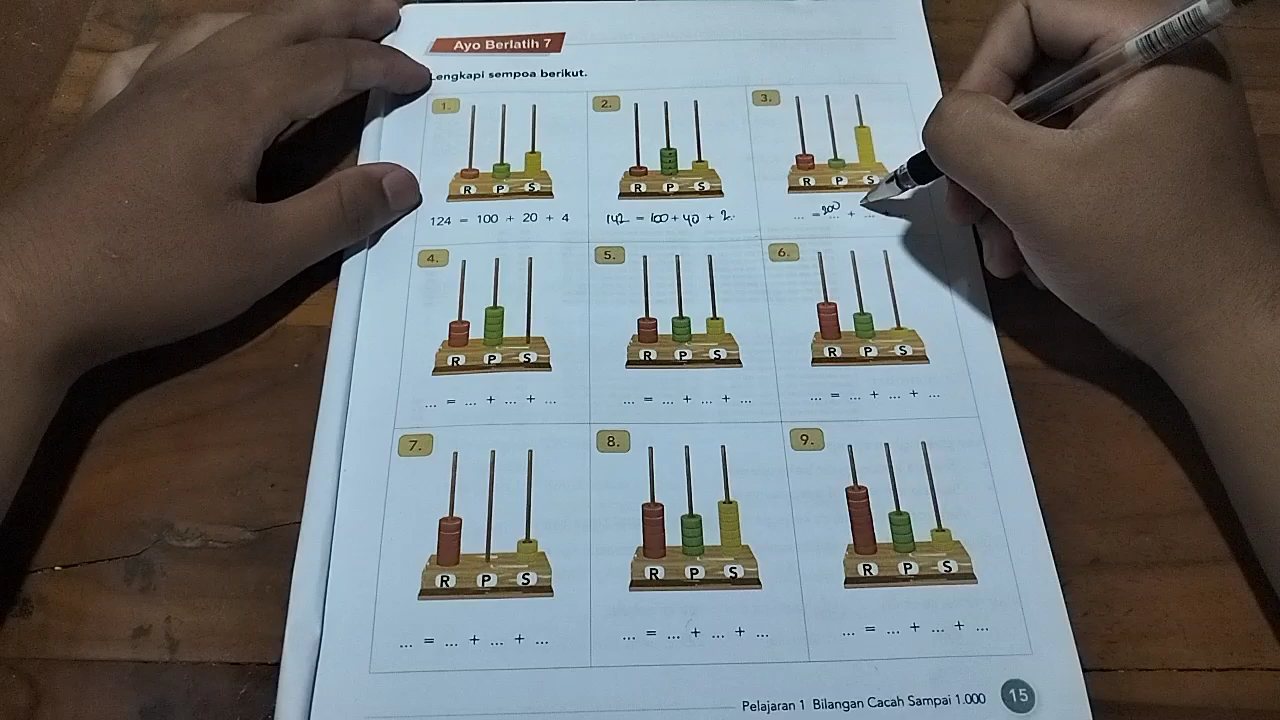 Ayo Berlatih 7
Lengkapi sempoa berikut.
1.
2.
3.
R P S
R P S
R P S
124 = 100 + 20 + 4
142 = 100 + 40 + 2
... = 200 + ...
4.
5.
6.
R P S
R P S
R P S
... = ... + ... + ...
... = ... + ... + ...
... = ... + ... + ...
7.
8.
9.
R P S
R P S
R P S
... = ... + ... + ...
... = ... + ... + ...
... = ... + ... + ...
Pelajaran 1 Bilangan Cacah Sampai 1.000 15